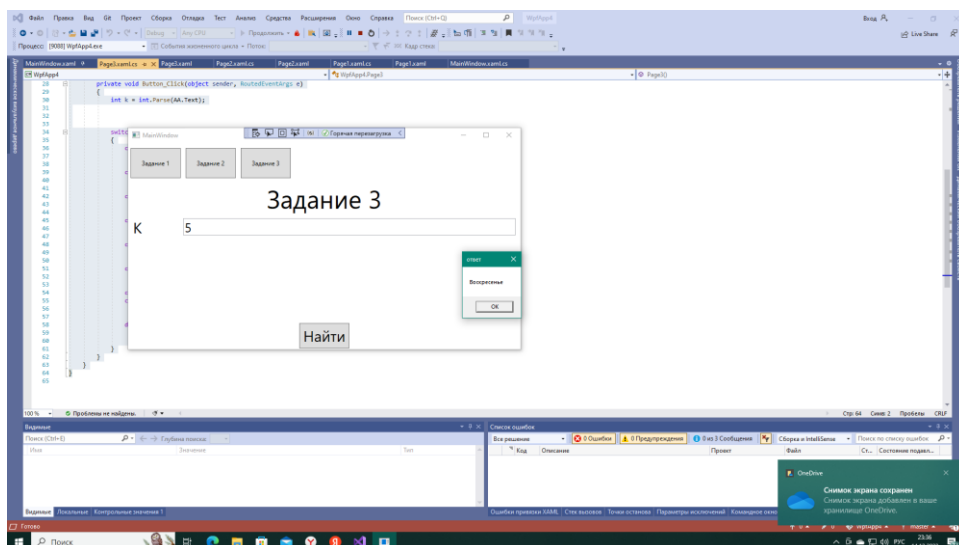 Файл Правка Вид Git Проект Сборка Отладка Тест Анализ Средства Расширения Окно Справка Поиск (Ctrl+Q) WpfApp4 Вход
Debug Any CPU Продолжить Live Share
Процесс: [9088] WpfApp4.exe События жизненного цикла Поток: Кадр стека:
MainWindow.xaml Page3.xaml.cs Page3.xaml Page2.xaml.cs Page2.xaml Page1.xaml.cs Page1.xaml MainWindow.xaml.cs
WpfApp4 WpfApp4.Page3 Page3()
29 private void Button_Click(object sender, RoutedEventArgs e)
{
30 int k = int.Parse(AA.Text);
switc
{
MainWindow Горячая перезагрузка
Задание 1 Задание 2 Задание 3
Задание 3
К 5
ответ
Воскресенье
OK
Найти
}
}
}
}
100 % Проблемы не найдены. Стр: 64 Симв: 2 Пробелы CRLF
Видимые
Поиск (Ctrl+E) Глубина поиска:
Имя Значение Тип
Видимые Локальные Контрольные значения 1
Список ошибок
Все решение 0 Ошибки 0 Предупреждения 0 из 3 Сообщения Сборка и IntelliSense Поиск по списку ошибок
Код Описание Проект Файл Ст... Состояние подавл...
OneDrive
Снимок экрана сохранен
Снимок экрана добавлен в ваше
хранилище OneDrive.
Ошибки привязки XAML Стек вызовов Точки останова Параметры исключений Командное окно
Готово WpfApp4 master
Поиск РУС 23:36